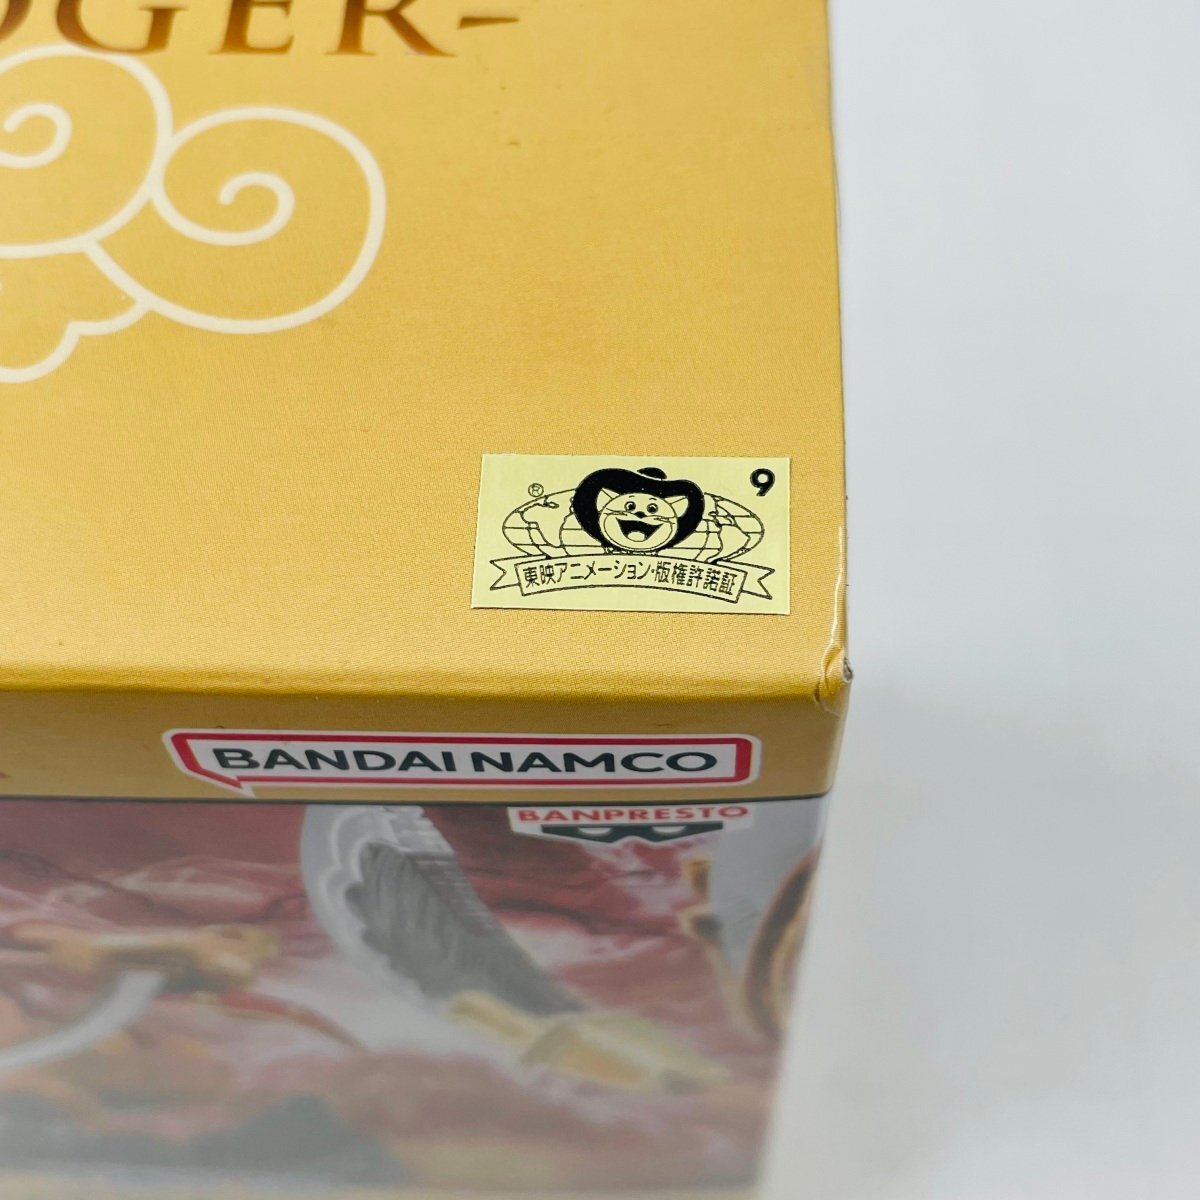 OGER-
9
®
東映アニメーション・版権許諾証
BANDAI NAMCO
BANPRESTO